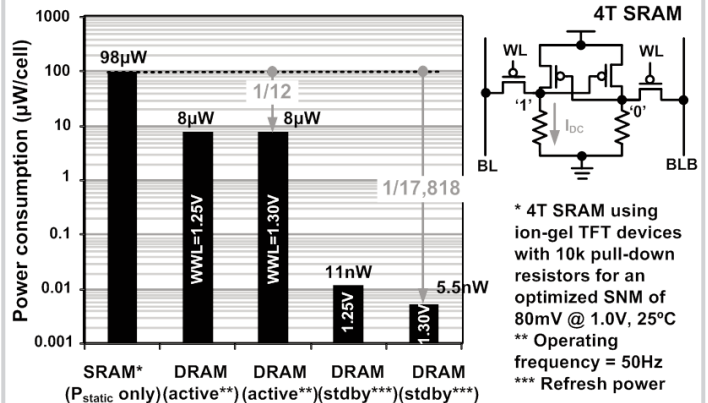 Power consumption (µW/cell)
1000
100
10
1
0.1
0.01
0.001
98µW
8µW
8µW
11nW
5.5nW
1/12
1/17,818
WWL=1.25V
WWL=1.30V
1.25V
1.30V
SRAM* DRAM DRAM DRAM DRAM
(Pstatic only) (active**) (active**) (stdby***) (stdby***)
4T SRAM
WL
WL
'1'
'0'
IDC
BL
BLB
* 4T SRAM using
ion-gel TFT devices
with 10k pull-down
resistors for an
optimized SNM of
80mV @ 1.0V, 25ºC
** Operating
frequency = 50Hz
*** Refresh power